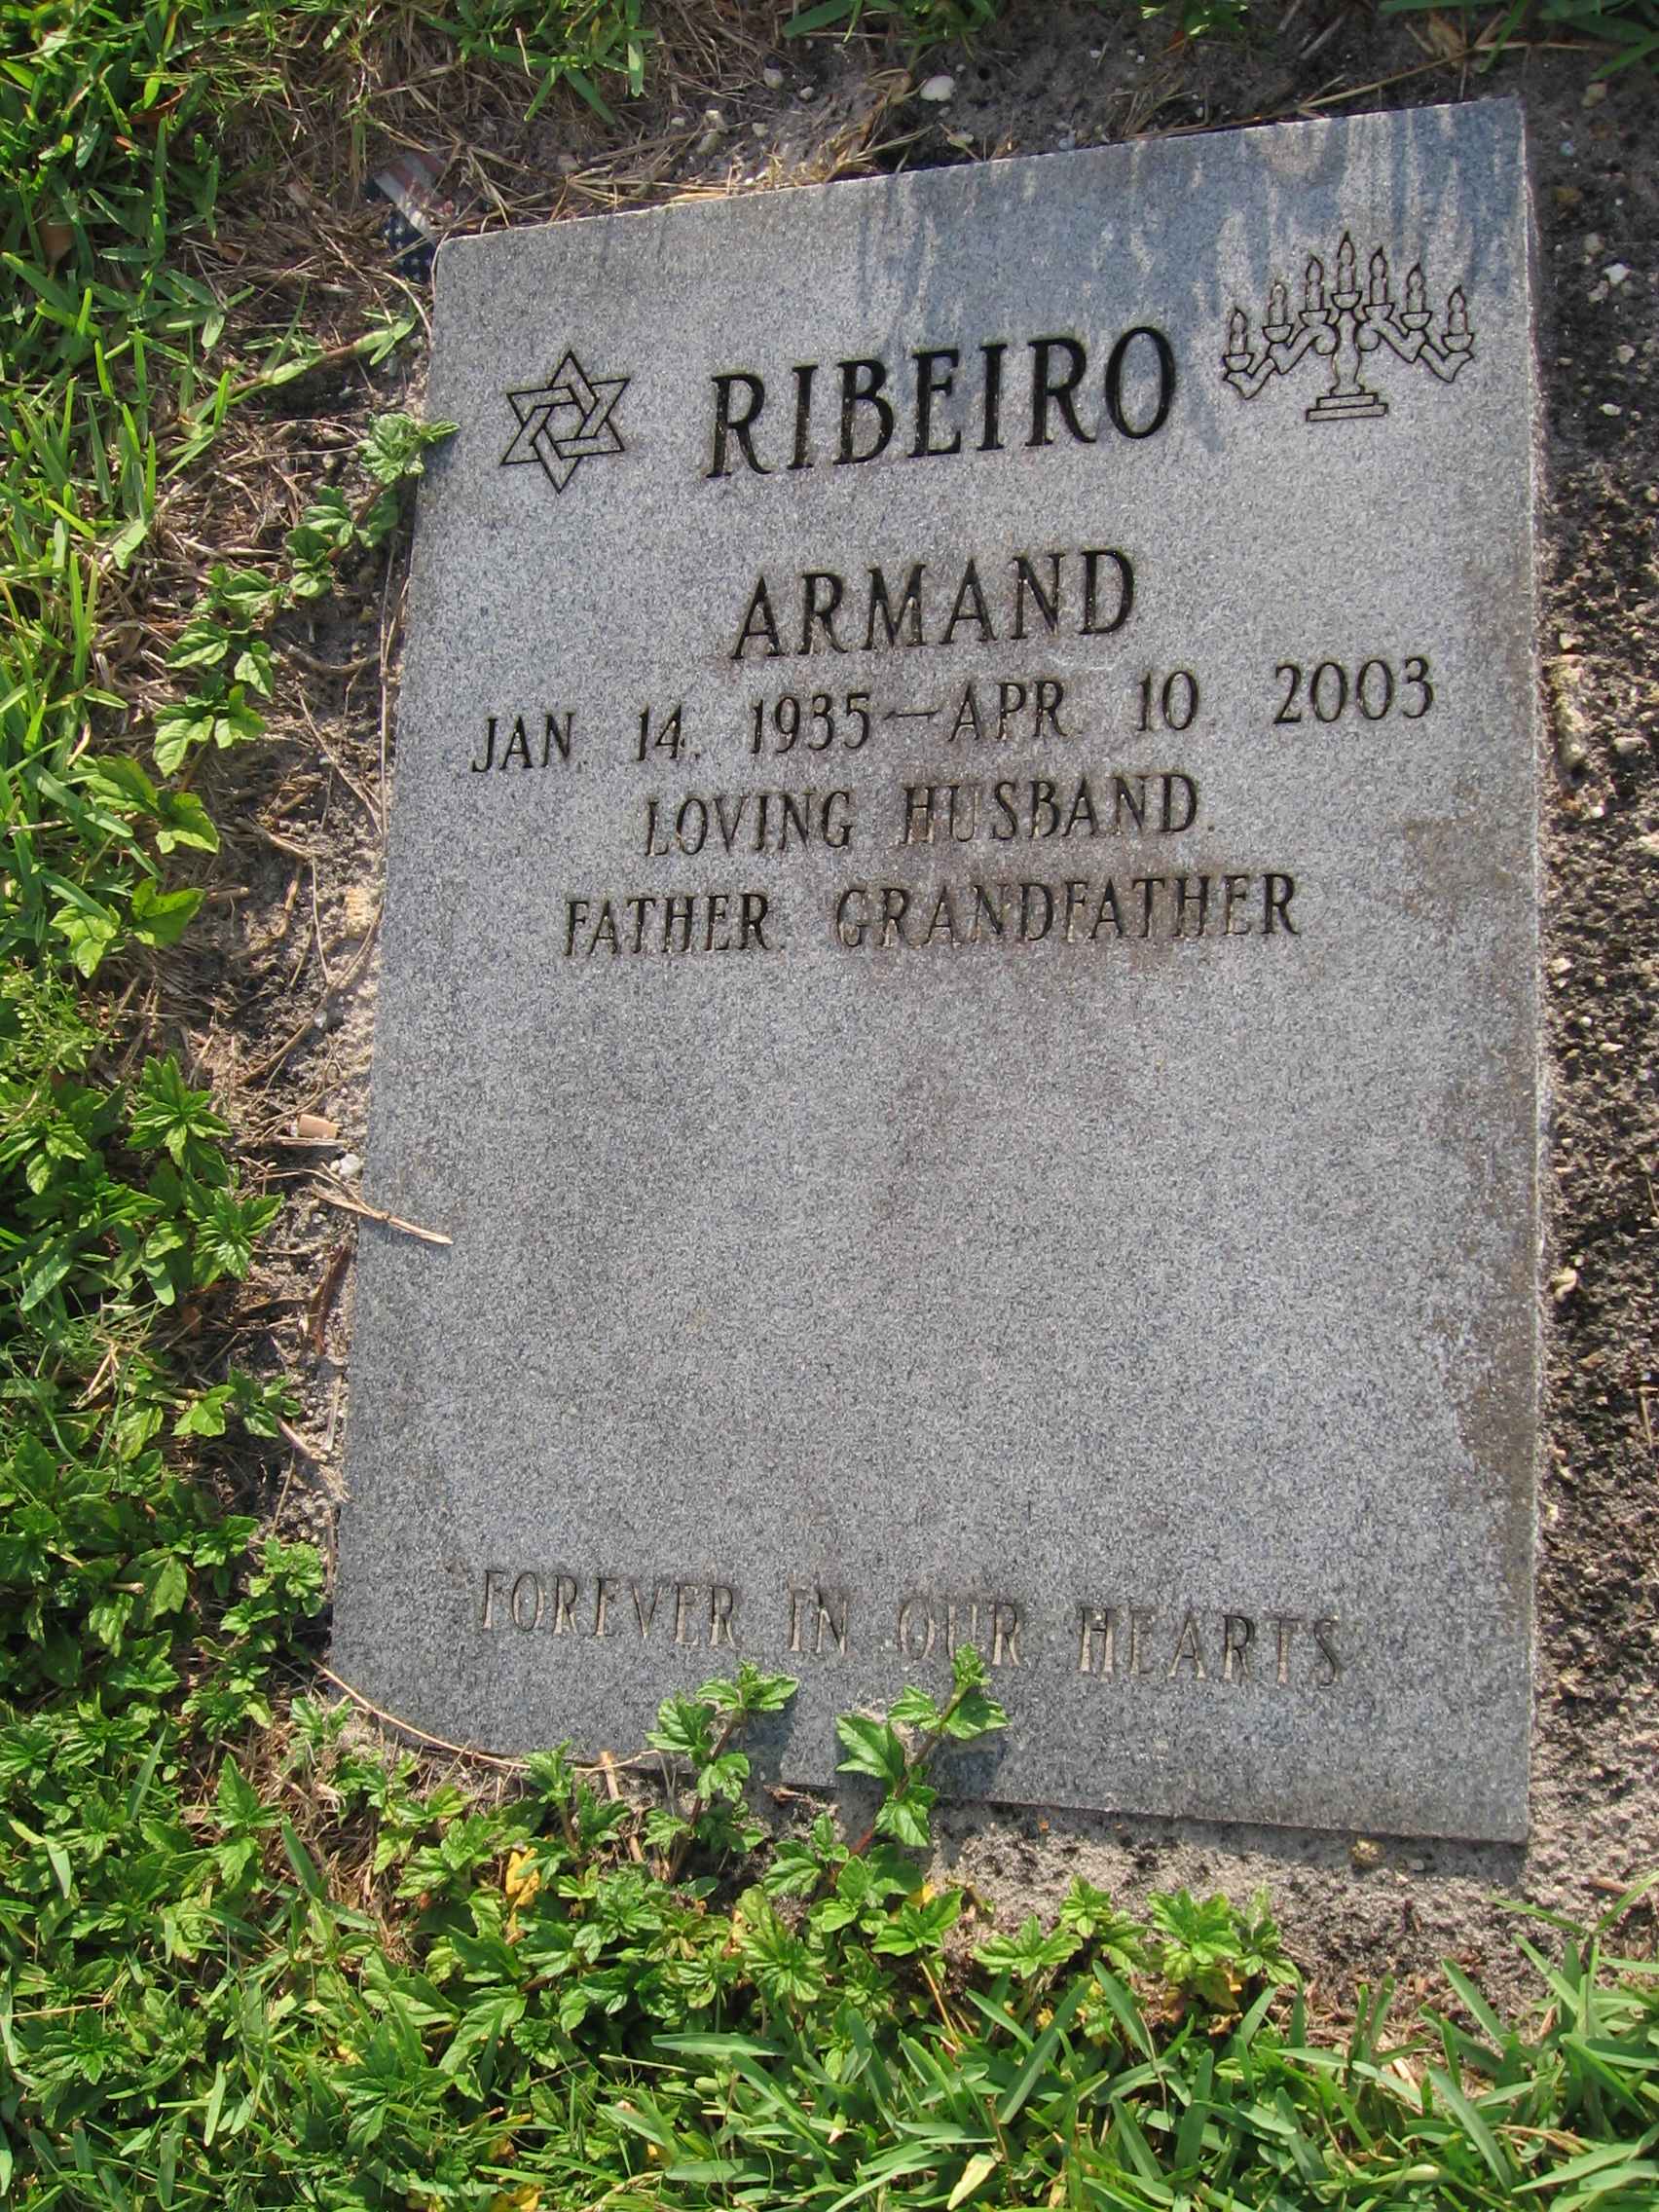 RIBEIRO
ARMAND
JAN. 14, 1935—APR. 10, 2003
LOVING HUSBAND,
FATHER, GRANDFATHER
"FOREVER IN OUR HEARTS"